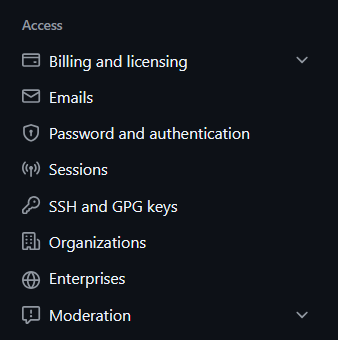 Access
Billing and licensing
Emails
Password and authentication
Sessions
SSH and GPG keys
Organizations
Enterprises
Moderation